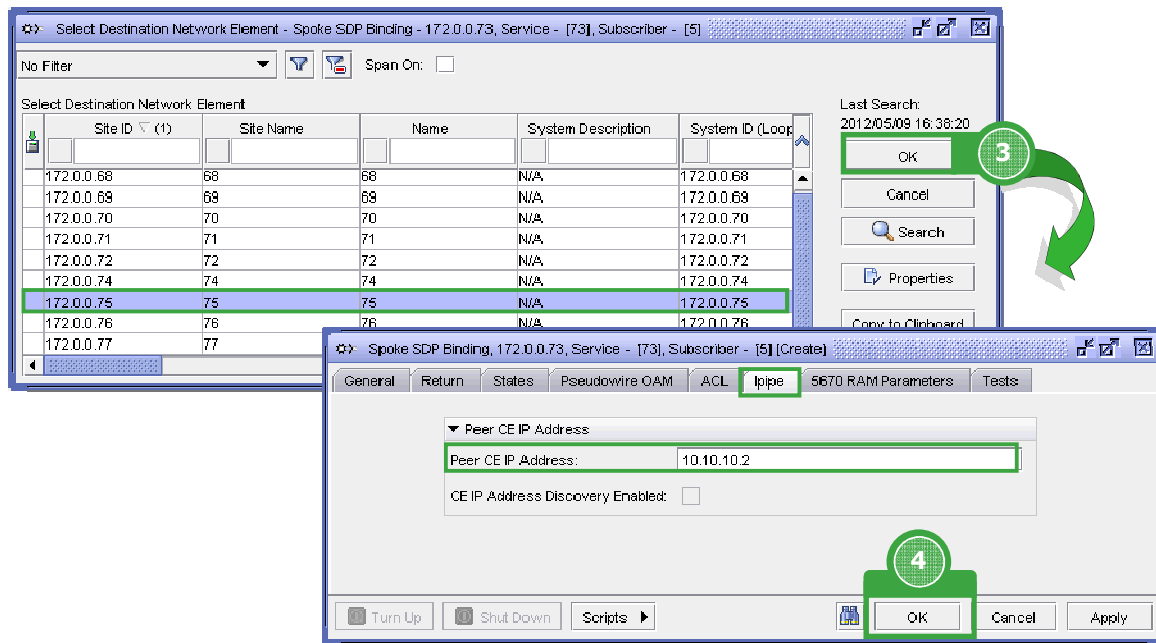 Select Destination Network Element - Spoke SDP Binding - 172.0.0.73, Service - [73], Subscriber - [5]
No Filter
Span On:
Select Destination Network Element
Last Search:
2012/05/09 16:38:20
Site ID (1) Site Name Name System Description System ID (Loop
172.0.0.68 68 68 N/A 172.0.0.68
172.0.0.69 69 69 N/A 172.0.0.69
172.0.0.70 70 70 N/A 172.0.0.70
172.0.0.71 71 71 N/A 172.0.0.71
172.0.0.72 72 72 N/A 172.0.0.72
172.0.0.74 74 74 N/A 172.0.0.74
172.0.0.75 75 75 N/A 172.0.0.75
172.0.0.76 76 76 N/A 172.0.0.76
172.0.0.77 77 77
OK
3
Cancel
Search
Properties
Copy to Clipboard
Spoke SDP Binding, 172.0.0.73, Service - [73], Subscriber - [5] [Create]
General Return States Pseudowire OAM ACL Ipipe 5670 RAM Parameters Tests
Peer CE IP Address
Peer CE IP Address: 10.10.10.2
CE IP Address Discovery Enabled:
4
Turn Up Shut Down Scripts OK Cancel Apply